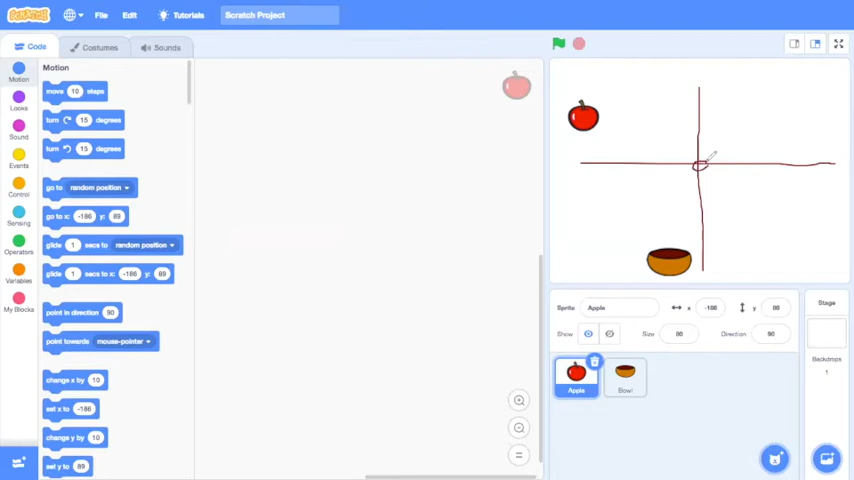 SCRATCH File Edit Tutorials Scratch Project
Code Costumes Sounds
Motion
Motion
Looks
Sound
Events
Control
Sensing
Operators
Variables
My Blocks
move 10 steps
turn 15 degrees
turn 15 degrees
go to random position
go to x: -186 y: 89
glide 1 secs to random position
glide 1 secs to x: -186 y: 89
point in direction 90
point towards mouse-pointer
change x by 10
set x to -186
change y by 10
set y to 89
Sprite Apple x -186 y 88
Show Size 80 Direction 90
Apple
Bowl
Stage
Backdrops
1